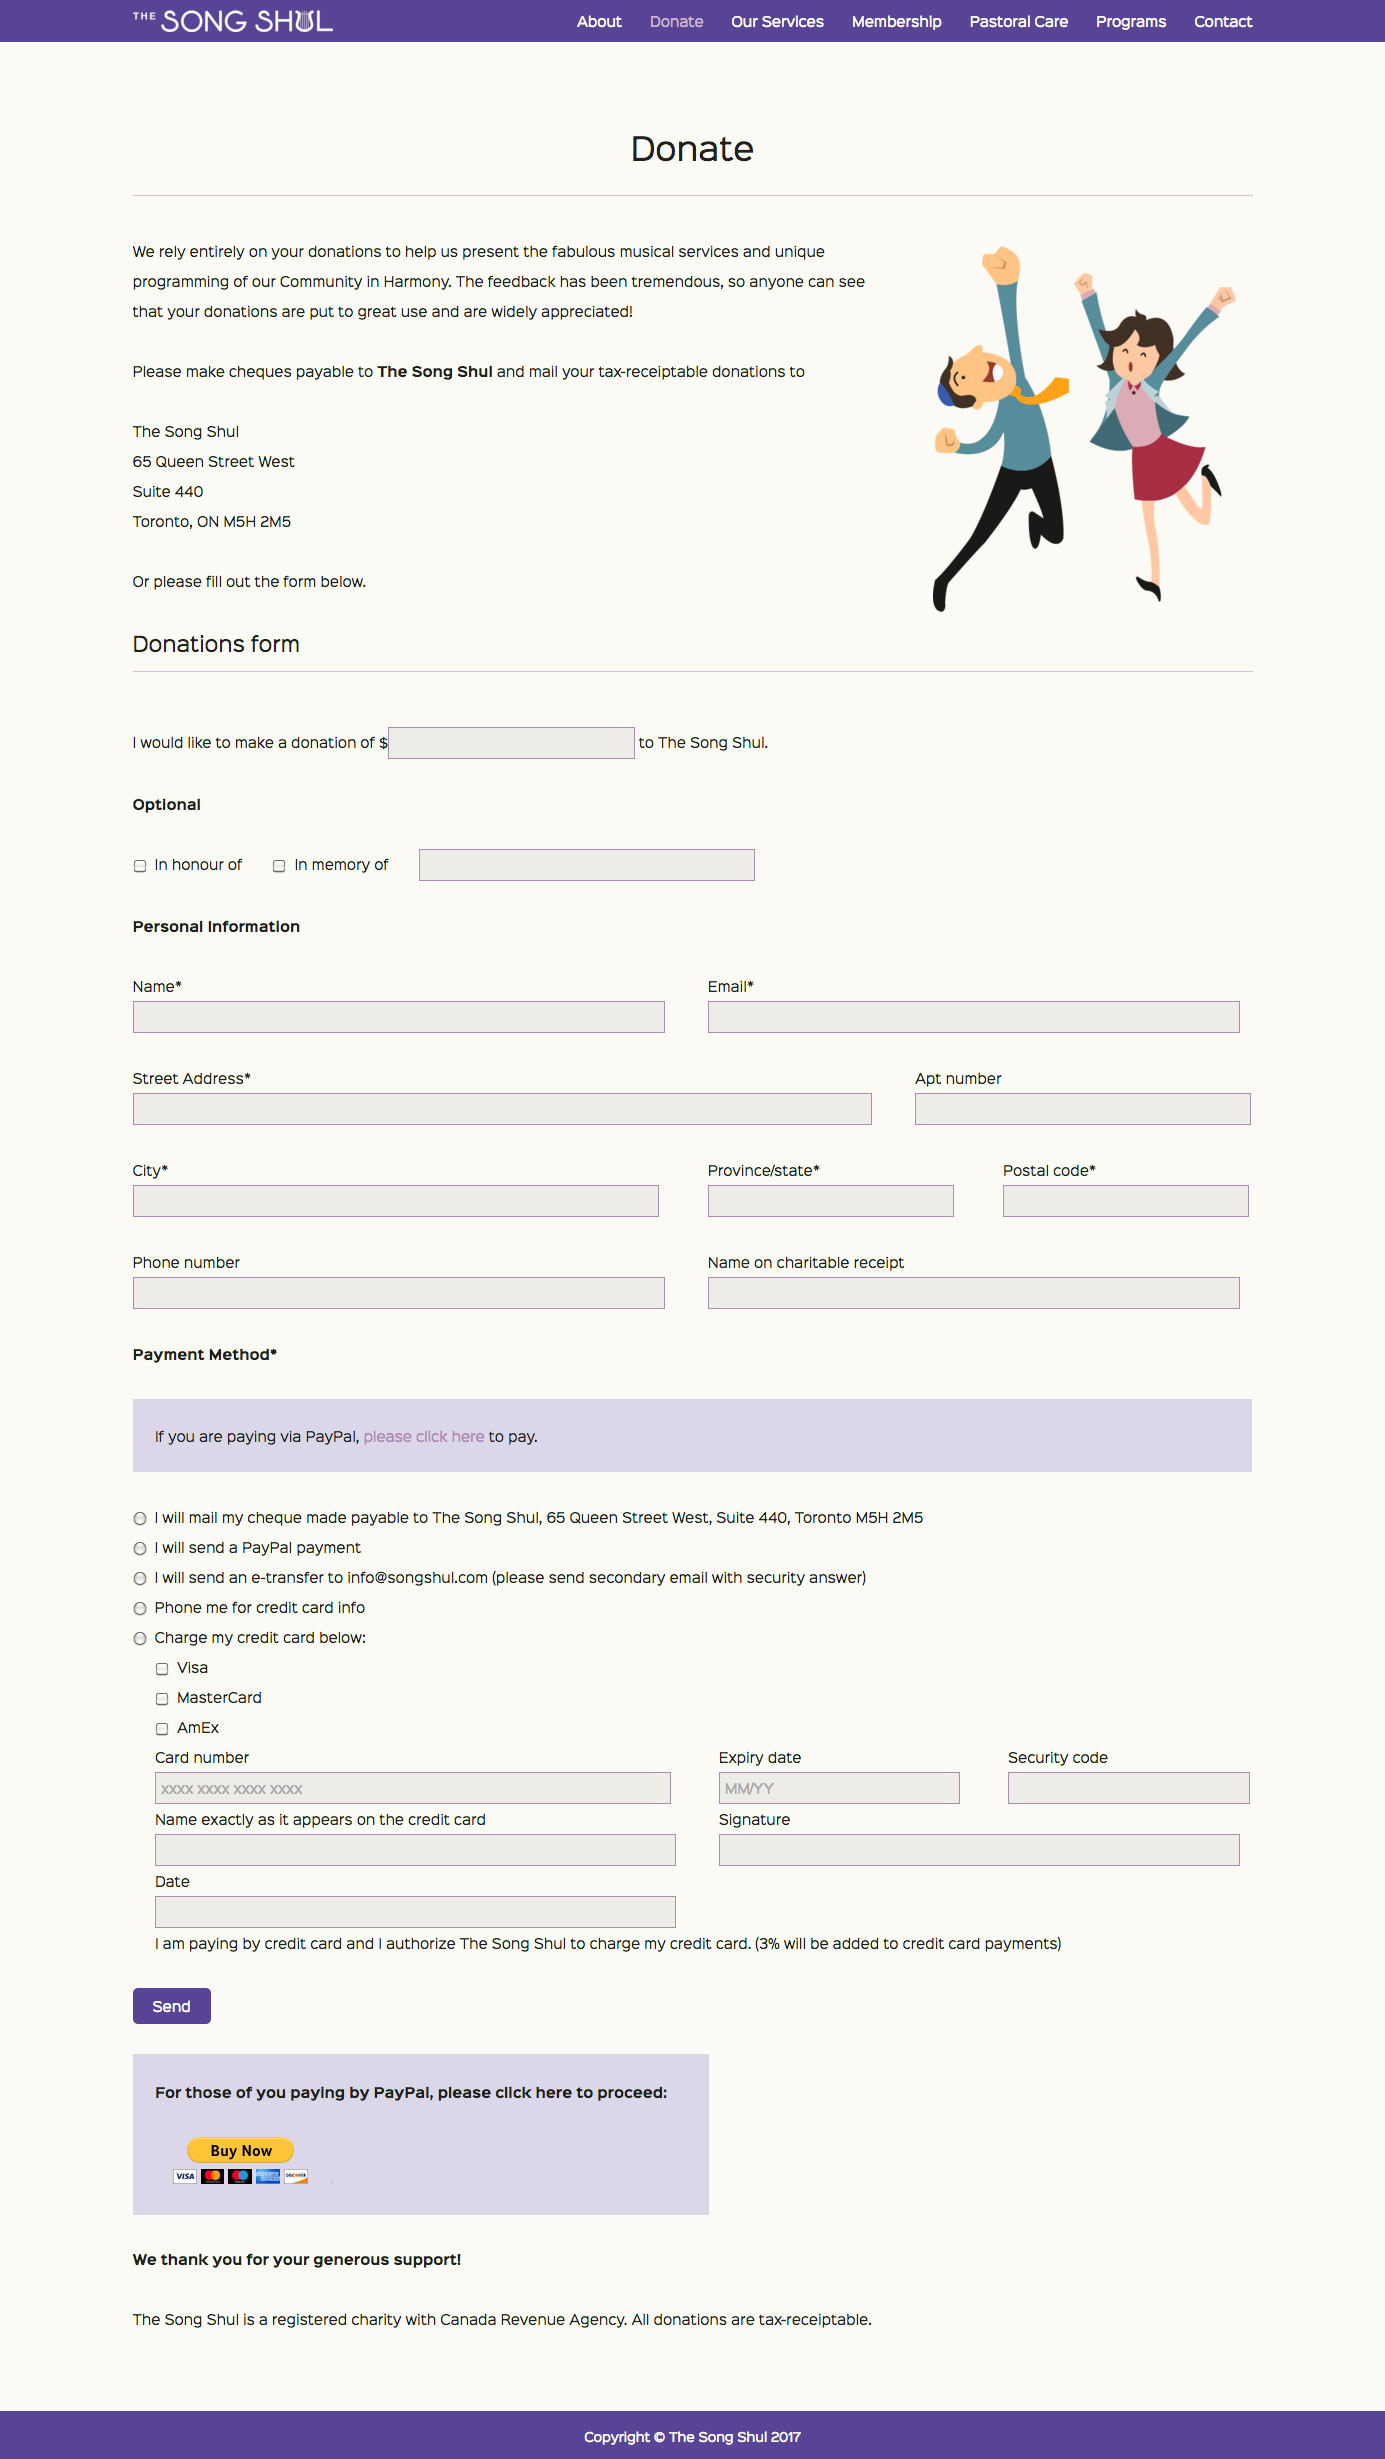 THE SONG SHUL
About Donate Our Services Membership Pastoral Care Programs Contact
Donate
We rely entirely on your donations to help us present the fabulous musical services and unique
programming of our Community in Harmony. The feedback has been tremendous, so anyone can see
that your donations are put to great use and are widely appreciated!
Please make cheques payable to The Song Shul and mail your tax-receiptable donations to
The Song Shul
65 Queen Street West
Suite 440
Toronto, ON M5H 2M5
Or please fill out the form below.
Donations form
I would like to make a donation of $ to The Song Shul.
Optional
In honour of In memory of
Personal Information
Name* Email*
Street Address* Apt number
City* Province/state* Postal code*
Phone number Name on charitable receipt
Payment Method*
If you are paying via PayPal, please click here to pay.
I will mail my cheque made payable to The Song Shul, 65 Queen Street West, Suite 440, Toronto M5H 2M5
I will send a PayPal payment
I will send an e-transfer to info@songshul.com (please send secondary email with security answer)
Phone me for credit card info
Charge my credit card below:
Visa
MasterCard
AmEx
Card number Expiry date Security code
xxxx xxxx xxxx xxxx MM/YY
Name exactly as it appears on the credit card Signature
Date
I am paying by credit card and I authorize The Song Shul to charge my credit card. (3% will be added to credit card payments)
Send
For those of you paying by PayPal, please click here to proceed:
Buy Now
VISA DISCOVER
We thank you for your generous support!
The Song Shul is a registered charity with Canada Revenue Agency. All donations are tax-receiptable.
Copyright © The Song Shul 2017